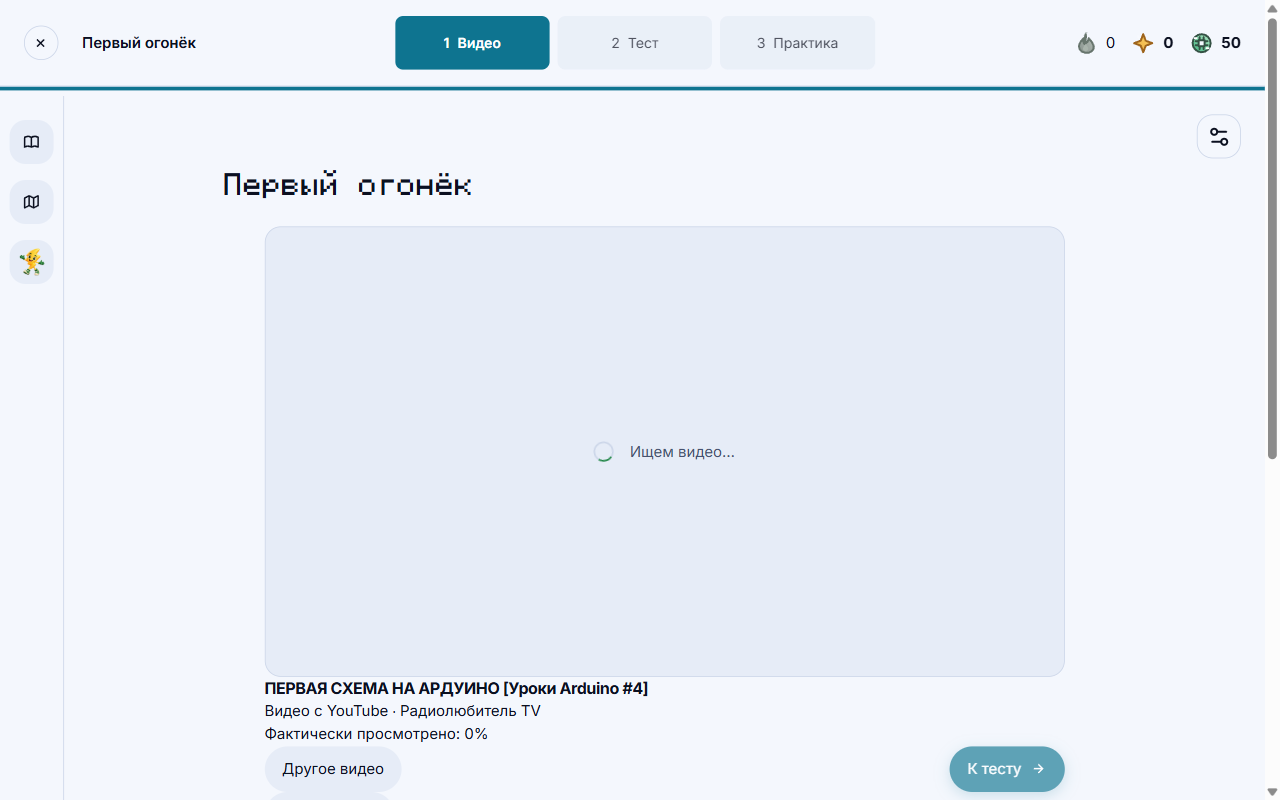 Первый огонёк
1 Видео
2 Тест
3 Практика
0
0
50
Первый огонёк
Ищем видео...
ПЕРВАЯ СХЕМА НА АРДУИНО [Уроки Arduino #4]
Видео с YouTube · Радиолюбитель TV
Фактически просмотрено: 0%
Другое видео
К тесту →